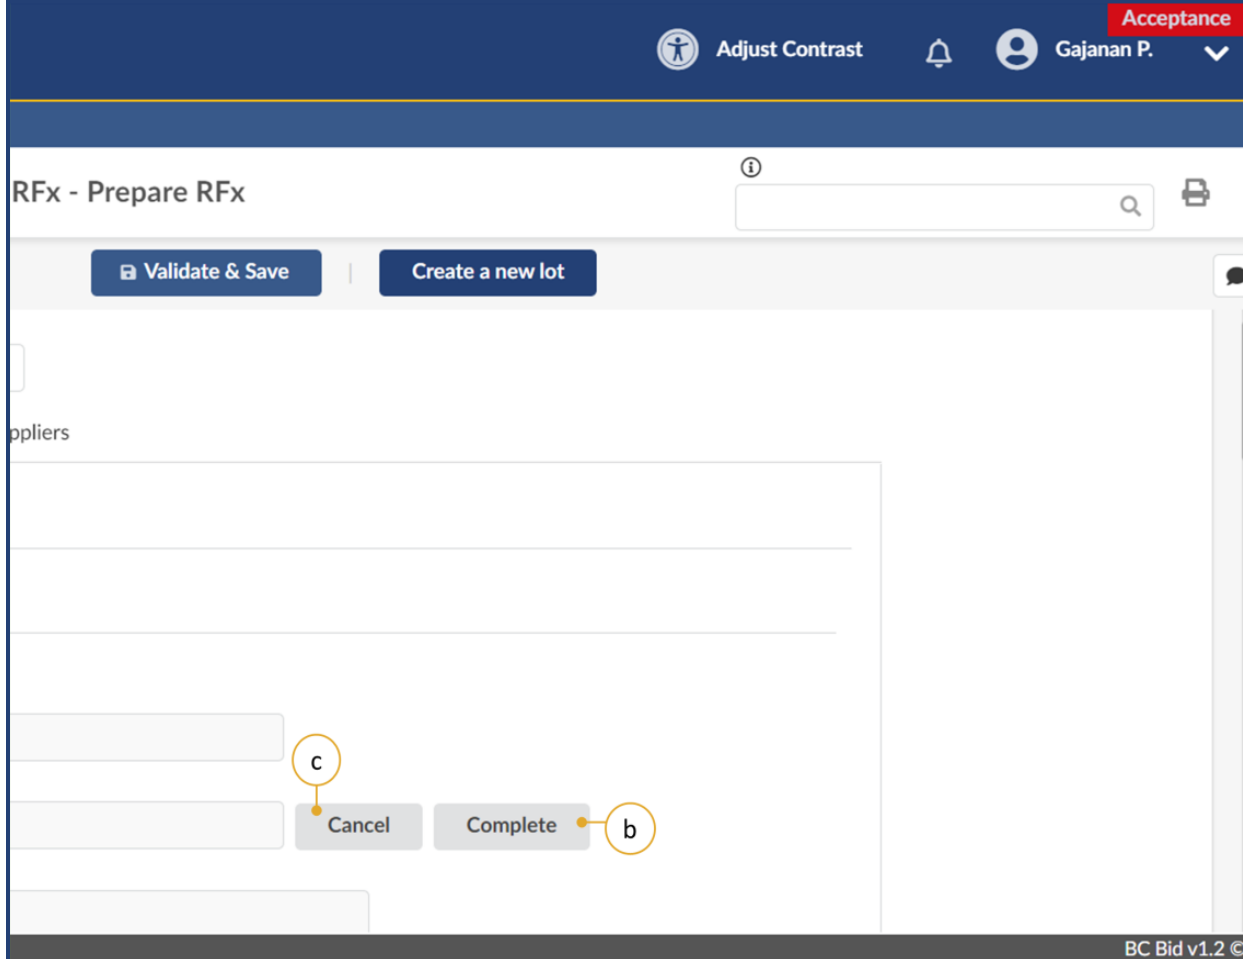 Acceptance
Adjust Contrast
Gajanan P.
RFx - Prepare RFx
Validate & Save
Create a new lot
ppliers
c
Cancel
Complete
b
BC Bid v1.2 ©